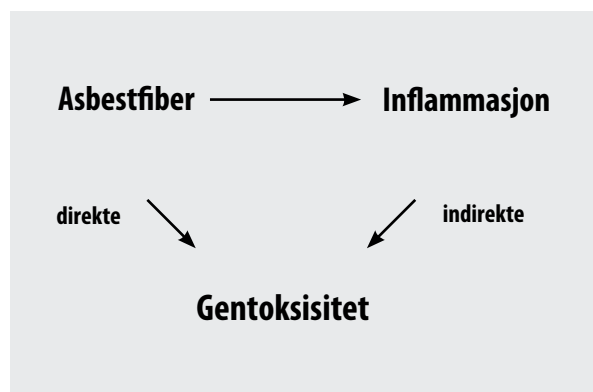 Asbestfiber Inflammasjon
direkte indirekte
Gentoksisitet